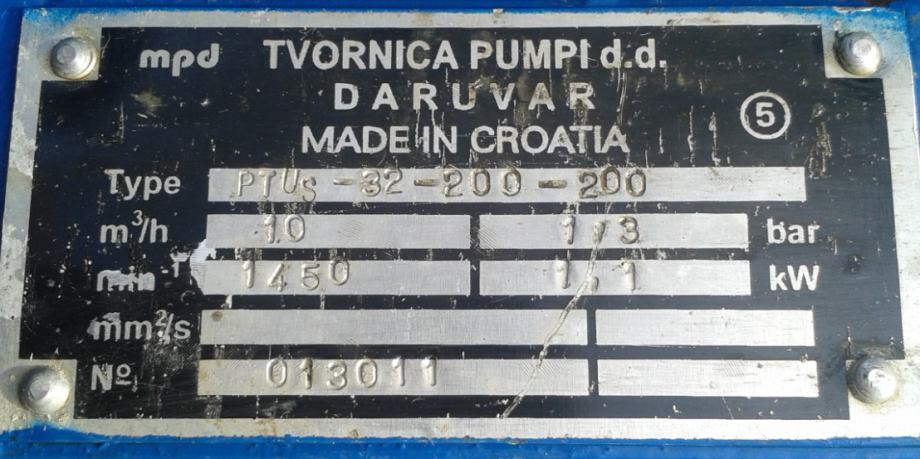 mpd TVORNICA PUMPI d.d.
DARUVAR
5
MADE IN CROATIA
Type PTUs-32-200-200
m³/h 10 1,3 bar
min⁻¹ 1450 1,1 kW
mm²/s
Nº 013011